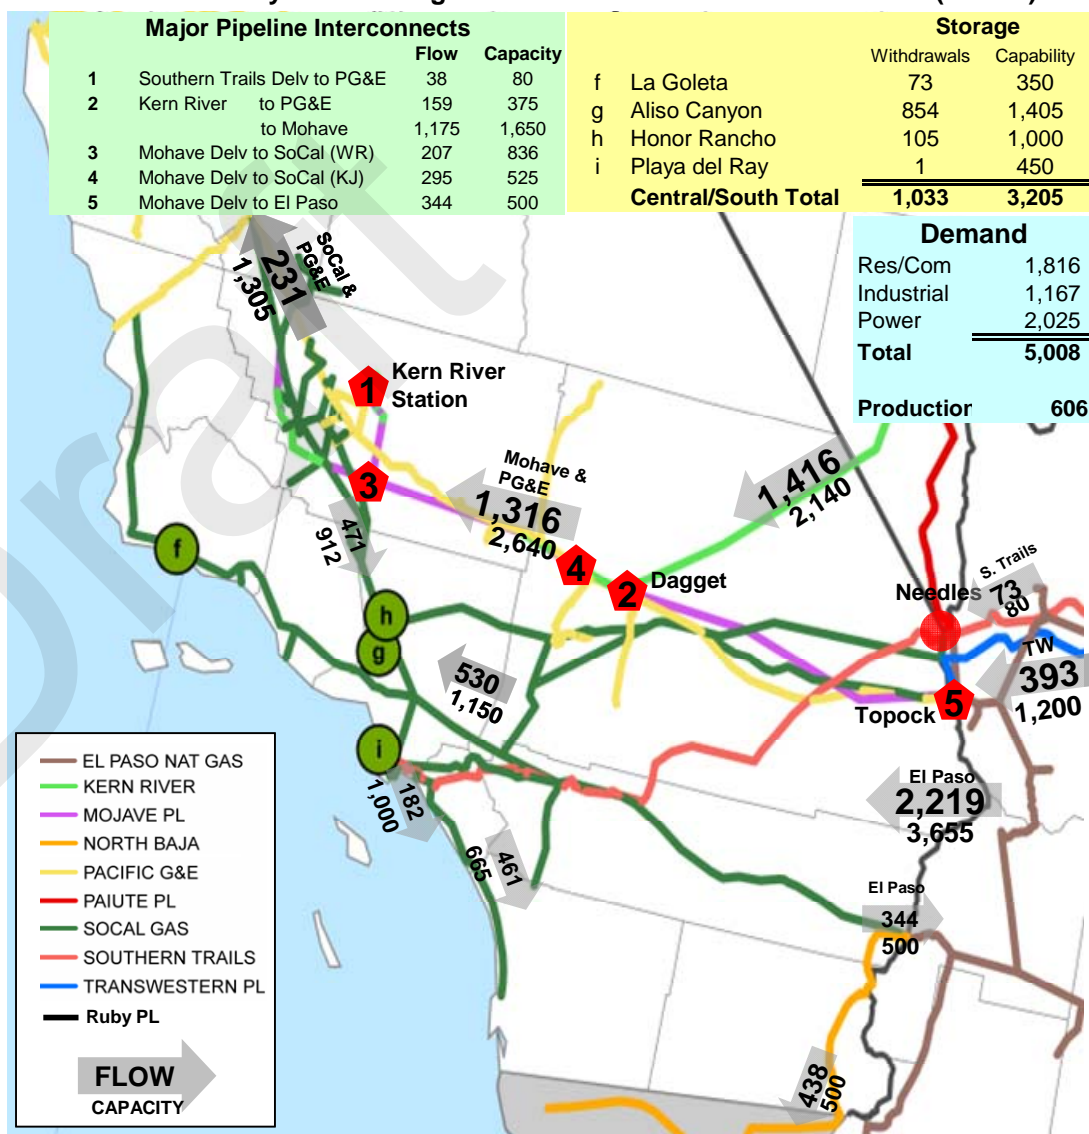 Major Pipeline Interconnects
Flow Capacity
1 Southern Trails Delv to PG&E 38 80
2 Kern River to PG&E 159 375
to Mohave 1,175 1,650
3 Mohave Delv to SoCal (WR) 207 836
4 Mohave Delv to SoCal (KJ) 295 525
5 Mohave Delv to El Paso 344 500
Storage
Withdrawals Capability
f La Goleta 73 350
g Aliso Canyon 854 1,405
h Honor Rancho 105 1,000
i Playa del Ray 1 450
Central/South Total 1,033 3,205
Demand
Res/Com 1,816
Industrial 1,167
Power 2,025
Total 5,008
Production 606
SoCal &
PG&E
231
1,305
1
Kern River
Station
3
Mohave &
PG&E
1,316
2,640
1,416
2,140
471
912
4
2
Dagget
f
h
g
i
S. Trails
73
80
Needles
TW
393
1,200
5
Topock
530
1,150
182
1,000
El Paso
2,219
3,655
461
665
El Paso
344
500
438
500
EL PASO NAT GAS
KERN RIVER
MOJAVE PL
NORTH BAJA
PACIFIC G&E
PAIUTE PL
SOCAL GAS
SOUTHERN TRAILS
TRANSWESTERN PL
Ruby PL
FLOW
CAPACITY
Draft